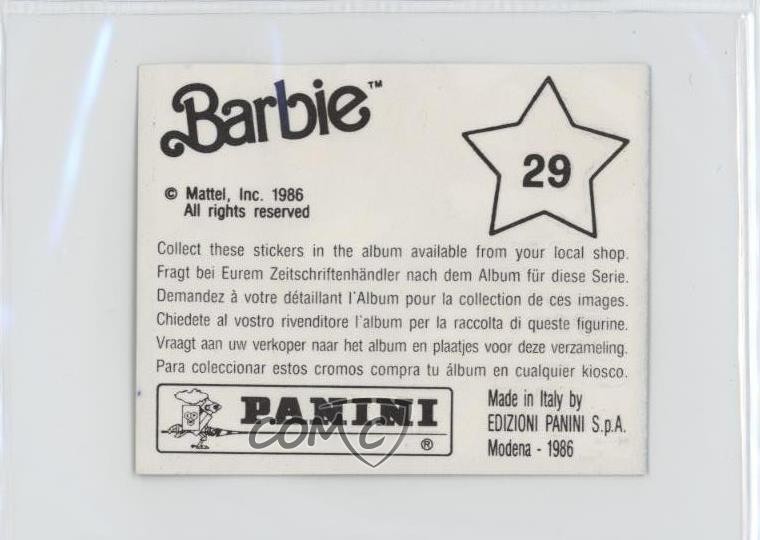 Barbie™
29
© Mattel, Inc. 1986
All rights reserved
Collect these stickers in the album available from your local shop.
Fragt bei Eurem Zeitschriftenhändler nach dem Album für diese Serie.
Demandez à votre détaillant l'Album pour la collection de ces images.
Chiedete al vostro rivenditore l'album per la raccolta di queste figurine.
Vraagt aan uw verkoper naar het album en plaatjes voor deze verzameling.
Para coleccionar estos cromos compra tu álbum en cualquier kiosco.
PANINI
®
COMC
Made in Italy by
EDIZIONI PANINI S.p.A.
Modena - 1986